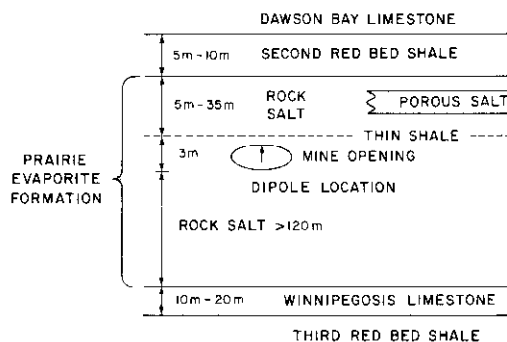 DAWSON BAY LIMESTONE
5m-10m SECOND RED BED SHALE
5m-35m ROCK SALT POROUS SALT
THIN SHALE
PRAIRIE EVAPORITE FORMATION
3m MINE OPENING
DIPOLE LOCATION
ROCK SALT >120m
10m-20m WINNIPEGOSIS LIMESTONE
THIRD RED BED SHALE